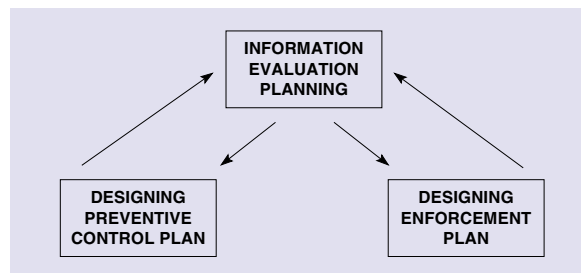 INFORMATION
EVALUATION
PLANNING
DESIGNING
PREVENTIVE
CONTROL PLAN
DESIGNING
ENFORCEMENT
PLAN